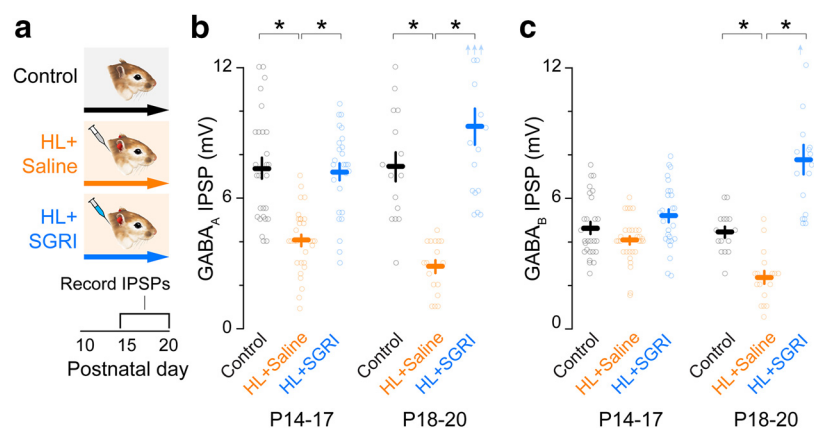 a
Control
HL+
Saline
HL+
SGRI
Record IPSPs
10 15 20
Postnatal day
b
* * * *
GABAA IPSP (mV)
12
6
0
Control
HL+Saline
HL+SGRI
Control
HL+Saline
HL+SGRI
P14-17 P18-20
c
* *
GABAB IPSP (mV)
12
6
0
Control
HL+Saline
HL+SGRI
Control
HL+Saline
HL+SGRI
P14-17 P18-20